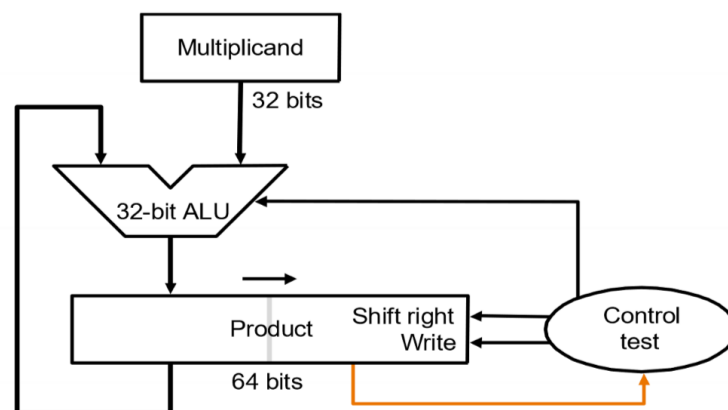 Multiplicand
32 bits
32-bit ALU
Product
Shift right
Write
Control
test
64 bits